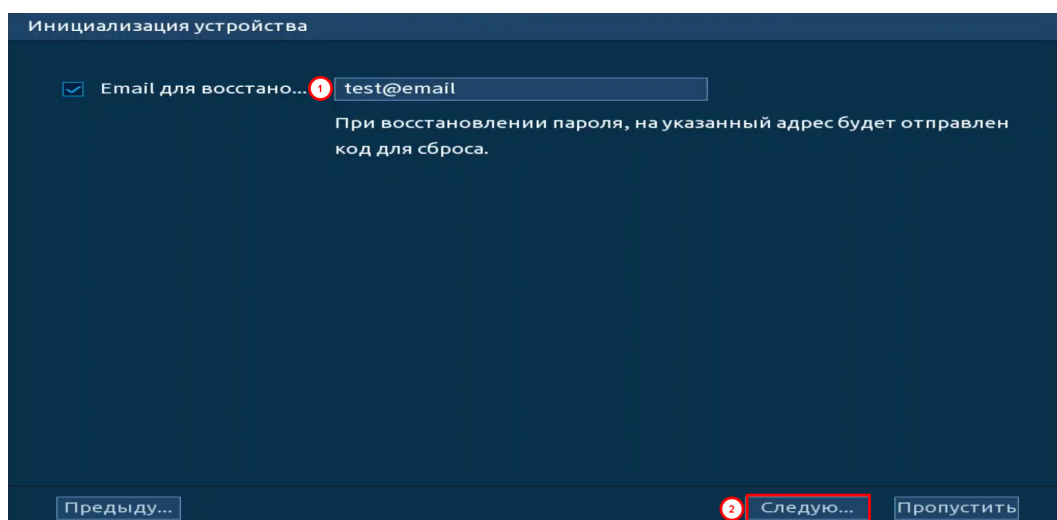 Инициализация устройства
Email для восстано... 1 test@email
При восстановлении пароля, на указанный адрес будет отправлен
код для сброса.
Предыду... 2 Следую... Пропустить